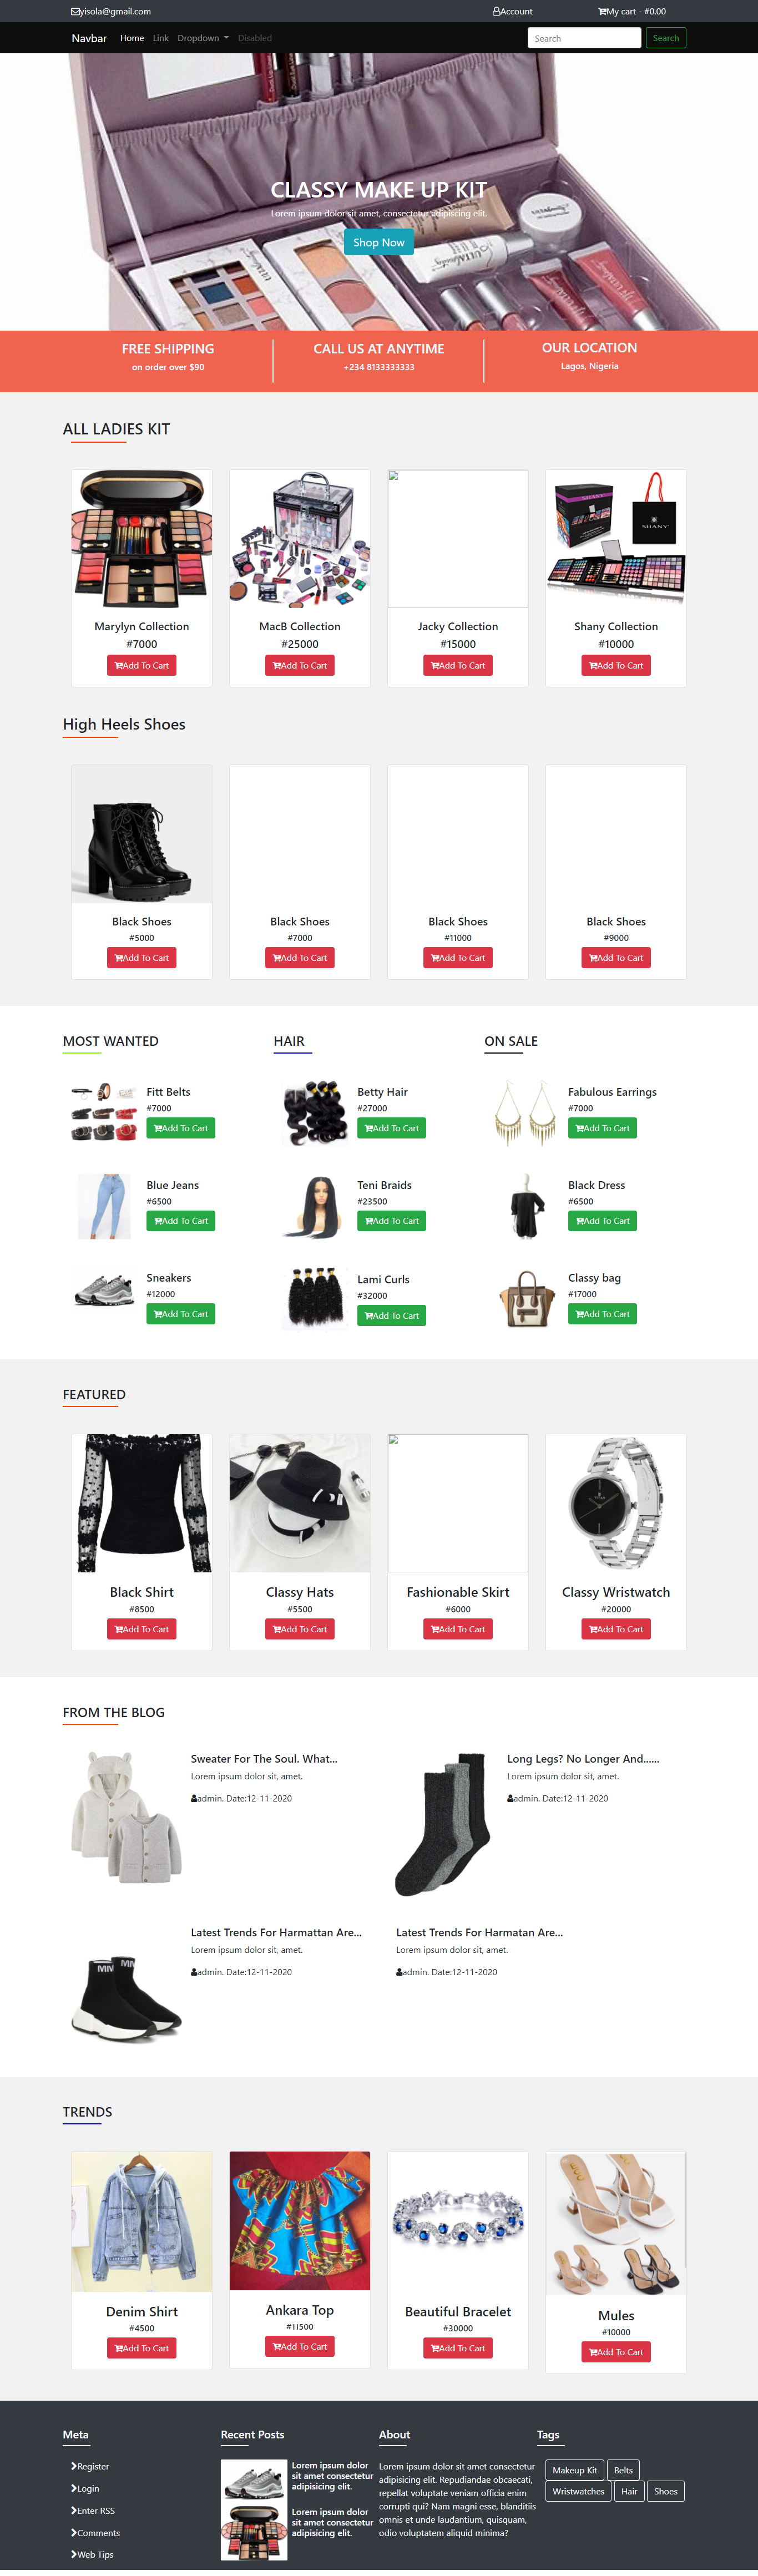 yisola@gmail.com Account My cart - #0.00
Navbar Home Link Dropdown Disabled Search Search
CLASSY MAKE UP KIT
Lorem ipsum dolor sit amet, consectetur adipiscing elit.
Shop Now
FREE SHIPPING
on order over $90
CALL US AT ANYTIME
+234 8133333333
OUR LOCATION
Lagos, Nigeria
ALL LADIES KIT
SHANY
SHANY
Marylyn Collection
#7000
Add To Cart
MacB Collection
#25000
Add To Cart
Jacky Collection
#15000
Add To Cart
Shany Collection
#10000
Add To Cart
High Heels Shoes
Black Shoes
#5000
Add To Cart
Black Shoes
#7000
Add To Cart
Black Shoes
#11000
Add To Cart
Black Shoes
#9000
Add To Cart
MOST WANTED
Fitt Belts
#7000
Add To Cart
Blue Jeans
#6500
Add To Cart
Sneakers
#12000
Add To Cart
HAIR
Betty Hair
#27000
Add To Cart
Teni Braids
#23500
Add To Cart
Lami Curls
#32000
Add To Cart
ON SALE
Fabulous Earrings
#7000
Add To Cart
Black Dress
#6500
Add To Cart
Classy bag
#17000
Add To Cart
FEATURED
Black Shirt
#8500
Add To Cart
Classy Hats
#5500
Add To Cart
Fashionable Skirt
#6000
Add To Cart
Classy Wristwatch
#20000
Add To Cart
FROM THE BLOG
Sweater For The Soul. What...
Lorem ipsum dolor sit, amet.
admin. Date:12-11-2020
Long Legs? No Longer And......
Lorem ipsum dolor sit, amet.
admin. Date:12-11-2020
Latest Trends For Harmattan Are...
Lorem ipsum dolor sit, amet.
admin. Date:12-11-2020
Latest Trends For Harmatan Are...
Lorem ipsum dolor sit, amet.
admin. Date:12-11-2020
TRENDS
Denim Shirt
#4500
Add To Cart
Ankara Top
#11500
Add To Cart
Beautiful Bracelet
#30000
Add To Cart
Mules
#10000
Add To Cart
Meta
Register
Login
Enter RSS
Comments
Web Tips
Recent Posts
Lorem ipsum dolor
sit amet consectetur
adipisicing elit.
Lorem ipsum dolor
sit amet consectetur
adipisicing elit.
About
Lorem ipsum dolor sit amet consectetur
adipisicing elit. Repudiandae obcaecati,
repellat voluptate veniam officia enim
corrupti qui? Nam magni esse, blanditiis
omnis et unde laudantium, quisquam,
odio voluptatem aliquid minima?
Tags
Makeup Kit Belts
Wristwatches Hair Shoes